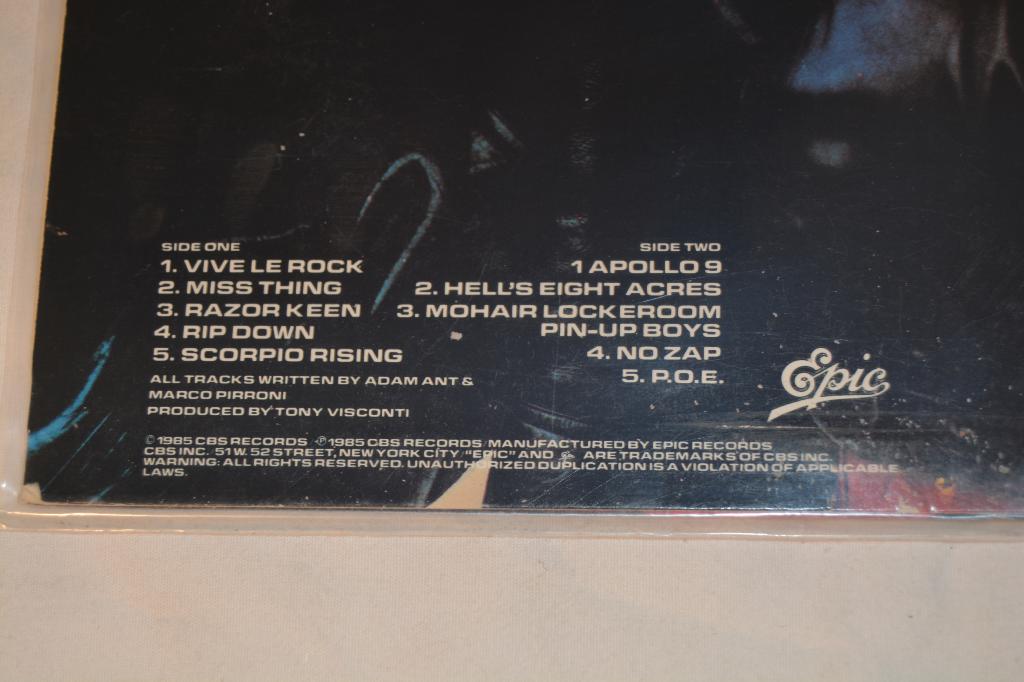 SIDE ONE
1. VIVE LE ROCK
2. MISS THING
3. RAZOR KEEN
4. RIP DOWN
5. SCORPIO RISING
ALL TRACKS WRITTEN BY ADAM ANT &
MARCO PIRRONI
PRODUCED BY TONY VISCONTI
SIDE TWO
1 APOLLO 9
2. HELL'S EIGHT ACRES
3. MOHAIR LOCKEROOM
PIN-UP BOYS
4. NO ZAP
5. P.O.E.
Epic
© 1985 CBS RECORDS ℗ 1985 CBS RECORDS/MANUFACTURED BY EPIC RECORDS
CBS INC. 51 W. 52 STREET, NEW YORK CITY/"EPIC" AND Epic ARE TRADEMARKS OF CBS INC.
WARNING: ALL RIGHTS RESERVED. UNAUTHORIZED DUPLICATION IS A VIOLATION OF APPLICABLE
LAWS.